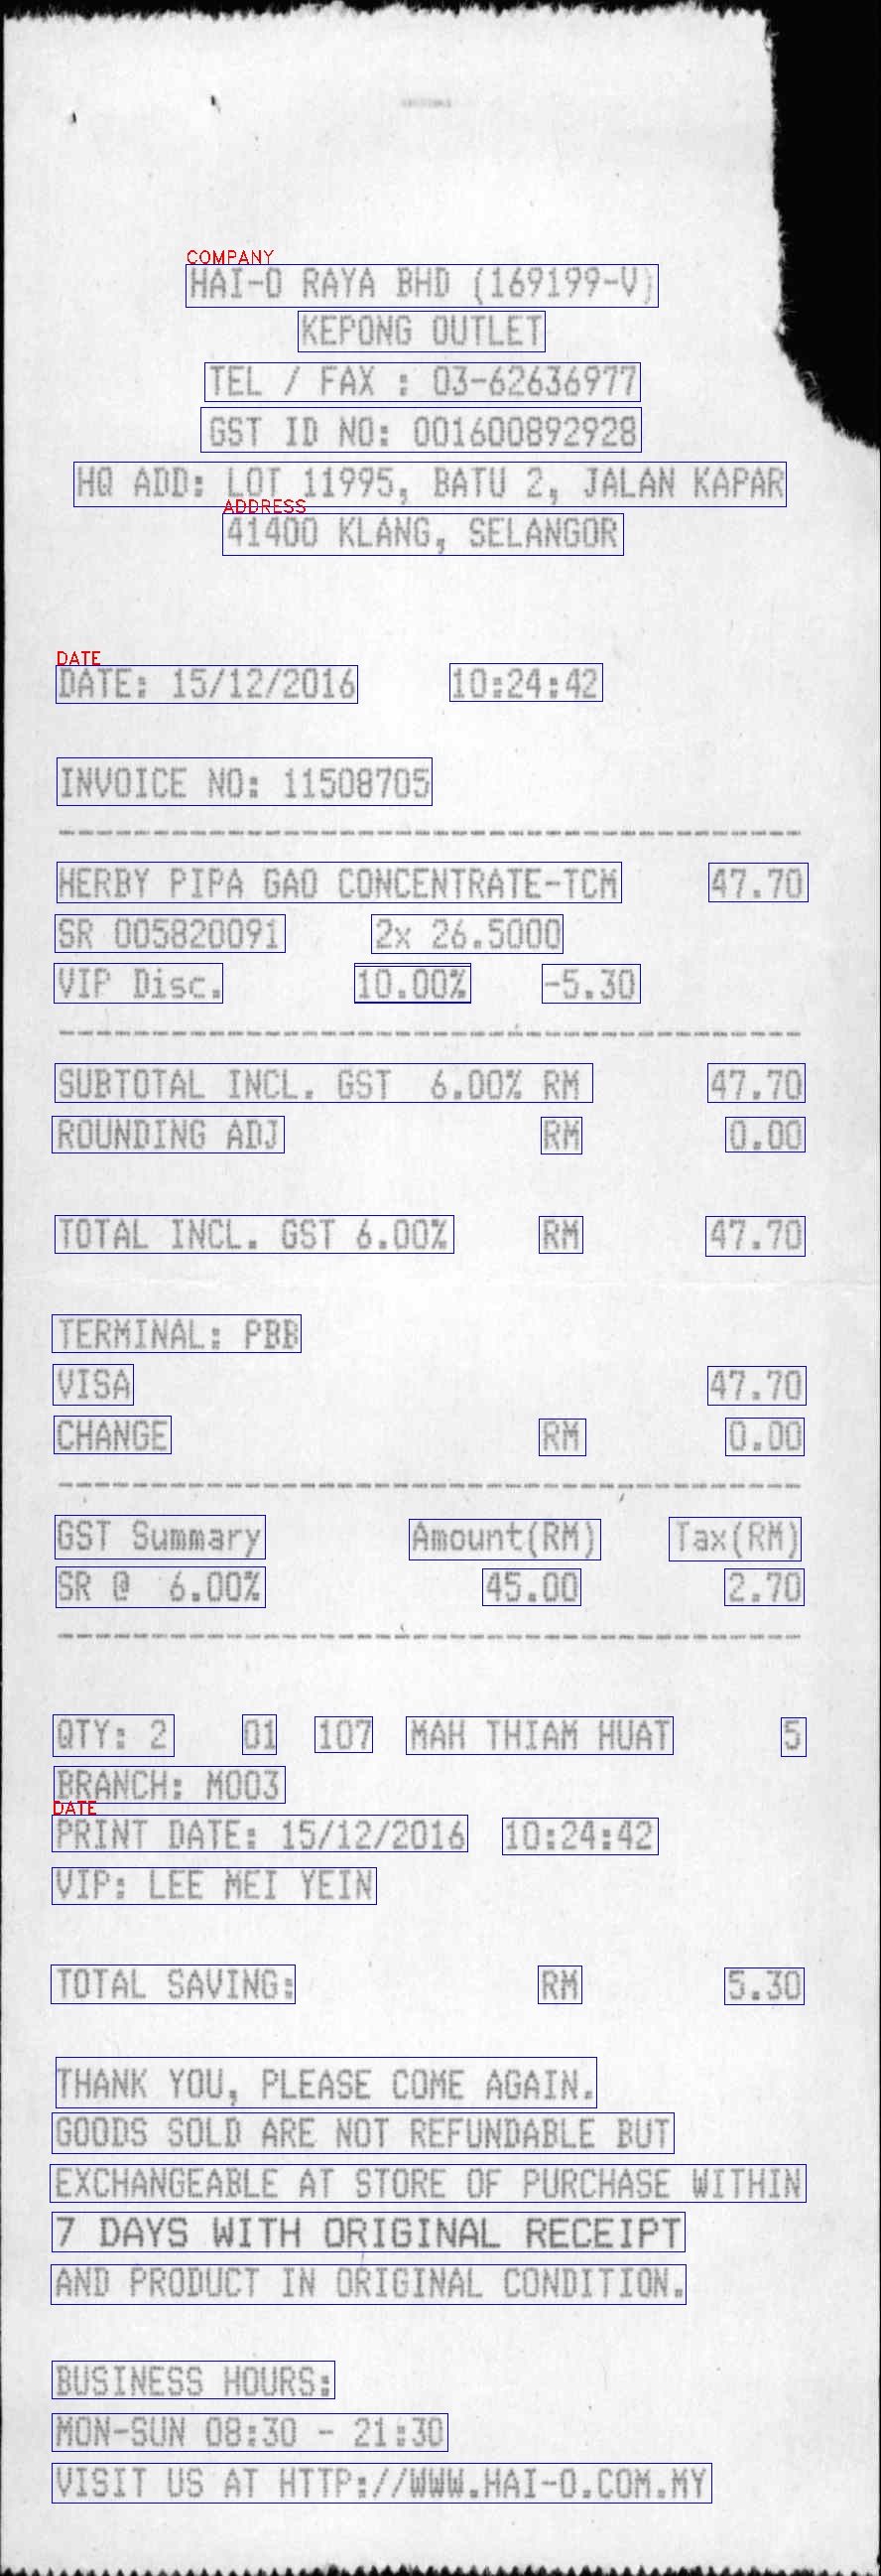 COMPANY
HAI-O RAYA BHD (169199-V)
KEPONG OUTLET
TEL / FAX : 03-62636977
GST ID NO: 001600892928
HQ ADD: LOT 11995, BATU 2, JALAN KAPAR
ADDRESS
41400 KLANG, SELANGOR
DATE
DATE: 15/12/2016 10:24:42
INVOICE NO: 11508705
HERBY PIPA GAO CONCENTRATE-TCM 47.70
SR 005820091 2x 26.5000
VIP Disc. 10.00% -5.30
SUBTOTAL INCL. GST 6.00% RM 47.70
ROUNDING ADJ RM 0.00
TOTAL INCL. GST 6.00% RM 47.70
TERMINAL: PBB
VISA 47.70
CHANGE RM 0.00
GST Summary Amount(RM) Tax(RM)
SR @ 6.00% 45.00 2.70
QTY: 2 01 107 MAH THIAM HUAT 5
BRANCH: M003
DATE
PRINT DATE: 15/12/2016 10:24:42
VIP: LEE MEI YEIN
TOTAL SAVING: RM 5.30
THANK YOU, PLEASE COME AGAIN.
GOODS SOLD ARE NOT REFUNDABLE BUT
EXCHANGEABLE AT STORE OF PURCHASE WITHIN
7 DAYS WITH ORIGINAL RECEIPT
AND PRODUCT IN ORIGINAL CONDITION.
BUSINESS HOURS:
MON-SUN 08:30 - 21:30
VISIT US AT HTTP://WWW.HAI-O.COM.MY